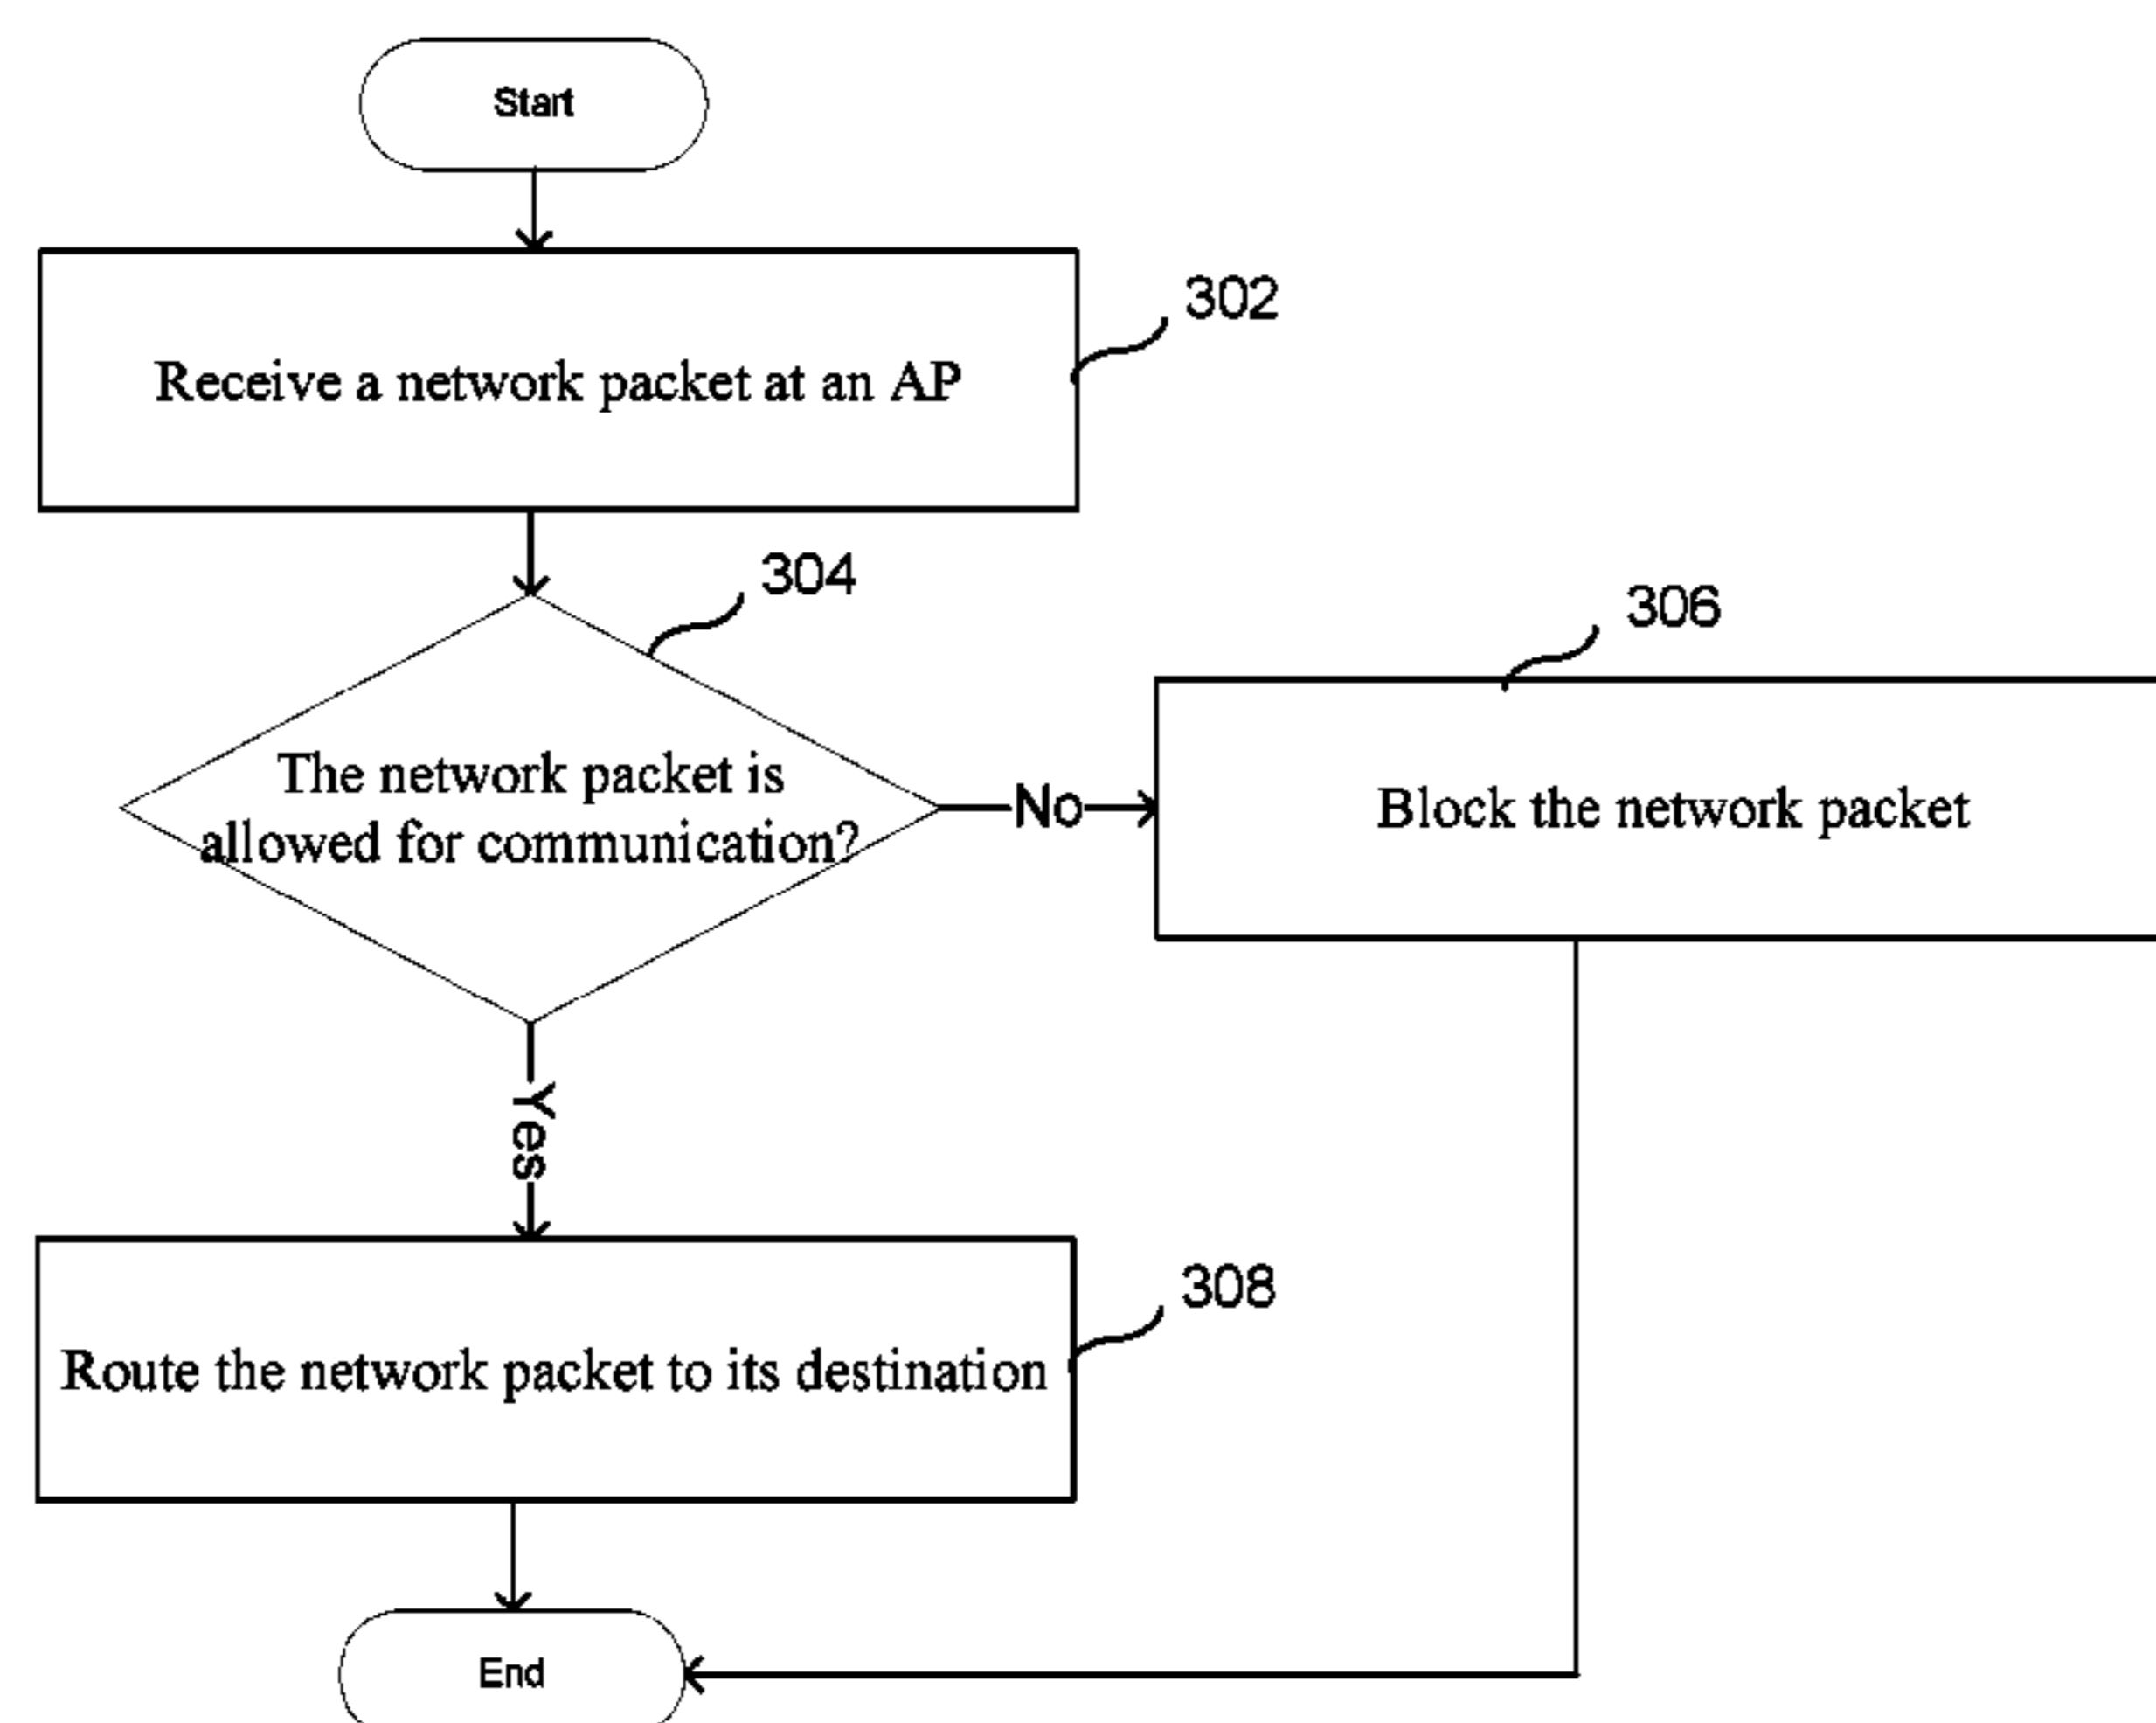 Start
302
Receive a network packet at an AP
304
306
The network packet is
allowed for communication?
No
Block the network packet
Yes
308
Route the network packet to its destination
End